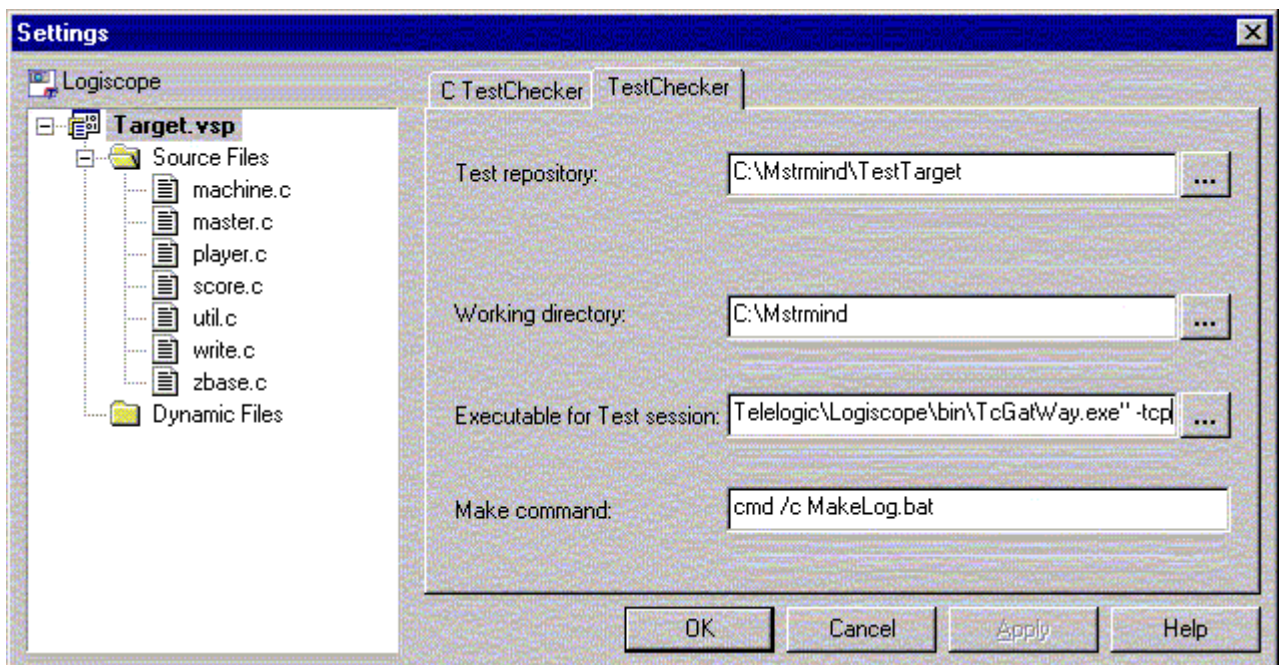 Settings
Logiscope
Target.vsp
Source Files
machine.c
master.c
player.c
score.c
util.c
write.c
zbase.c
Dynamic Files
C TestChecker TestChecker
Test repository: C:\Mstrmind\TestTarget ...
Working directory: C:\Mstrmind ...
Executable for Test session: Telelogic\Logiscope\bin\TcGatWay.exe" -tcp ...
Make command: cmd /c MakeLog.bat
OK Cancel Apply Help